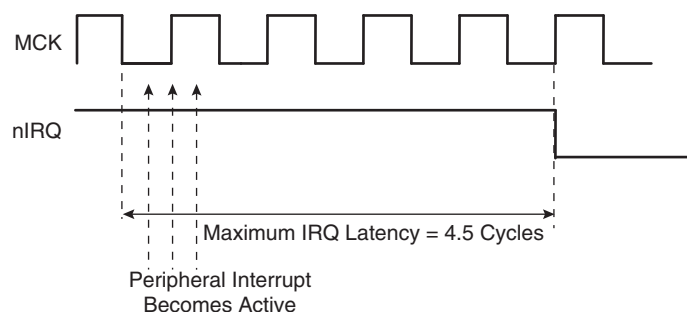 MCK
nIRQ
Maximum IRQ Latency = 4.5 Cycles
Peripheral Interrupt
Becomes Active